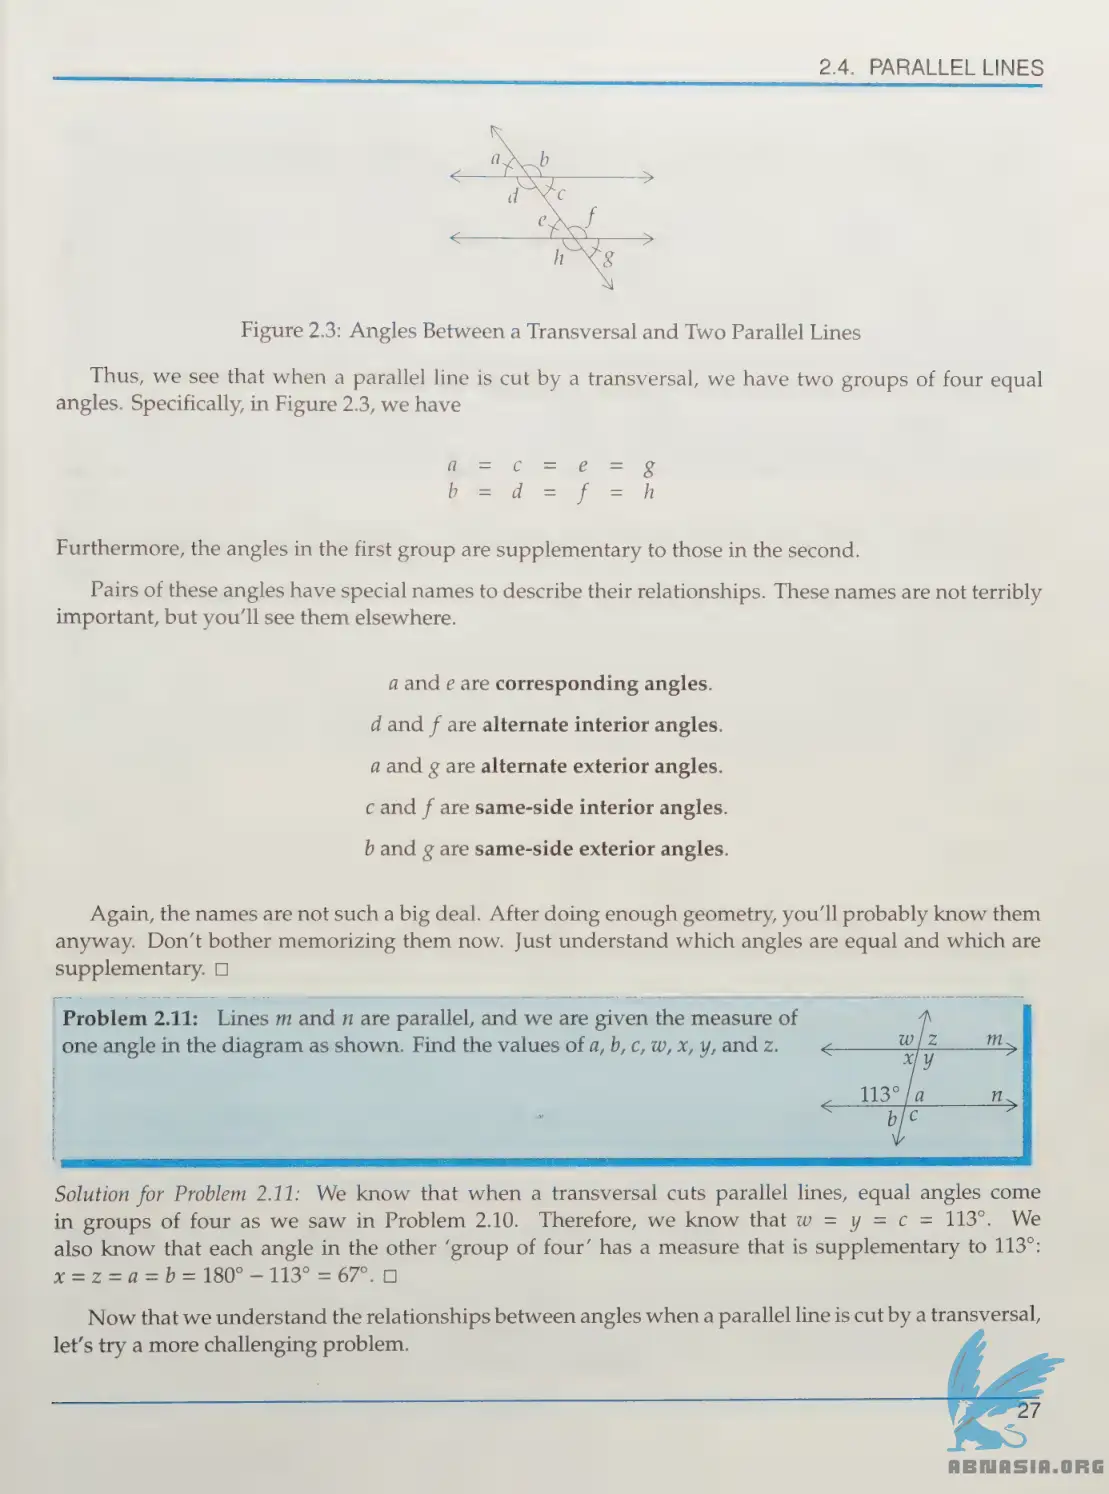 2.4. PARALLEL LINES
a b
d c
e f
h g
Figure 2.3: Angles Between a Transversal and Two Parallel Lines
Thus, we see that when a parallel line is cut by a transversal, we have two groups of four equal
angles. Specifically, in Figure 2.3, we have
a = c = e = g
b = d = f = h
Furthermore, the angles in the first group are supplementary to those in the second.
Pairs of these angles have special names to describe their relationships. These names are not terribly
important, but you'll see them elsewhere.
a and e are corresponding angles.
d and f are alternate interior angles.
a and g are alternate exterior angles.
c and f are same-side interior angles.
b and g are same-side exterior angles.
Again, the names are not such a big deal. After doing enough geometry, you'll probably know them
anyway. Don't bother memorizing them now. Just understand which angles are equal and which are
supplementary. □
Problem 2.11: Lines m and n are parallel, and we are given the measure of
one angle in the diagram as shown. Find the values of a, b, c, w, x, y, and z.
w z m
x y
113° a n
b c
Solution for Problem 2.11: We know that when a transversal cuts parallel lines, equal angles come
in groups of four as we saw in Problem 2.10. Therefore, we know that w = y = c = 113°. We
also know that each angle in the other 'group of four' has a measure that is supplementary to 113°:
x = z = a = b = 180° − 113° = 67°. □
Now that we understand the relationships between angles when a parallel line is cut by a transversal,
let's try a more challenging problem.
27
ABNASIA.ORG